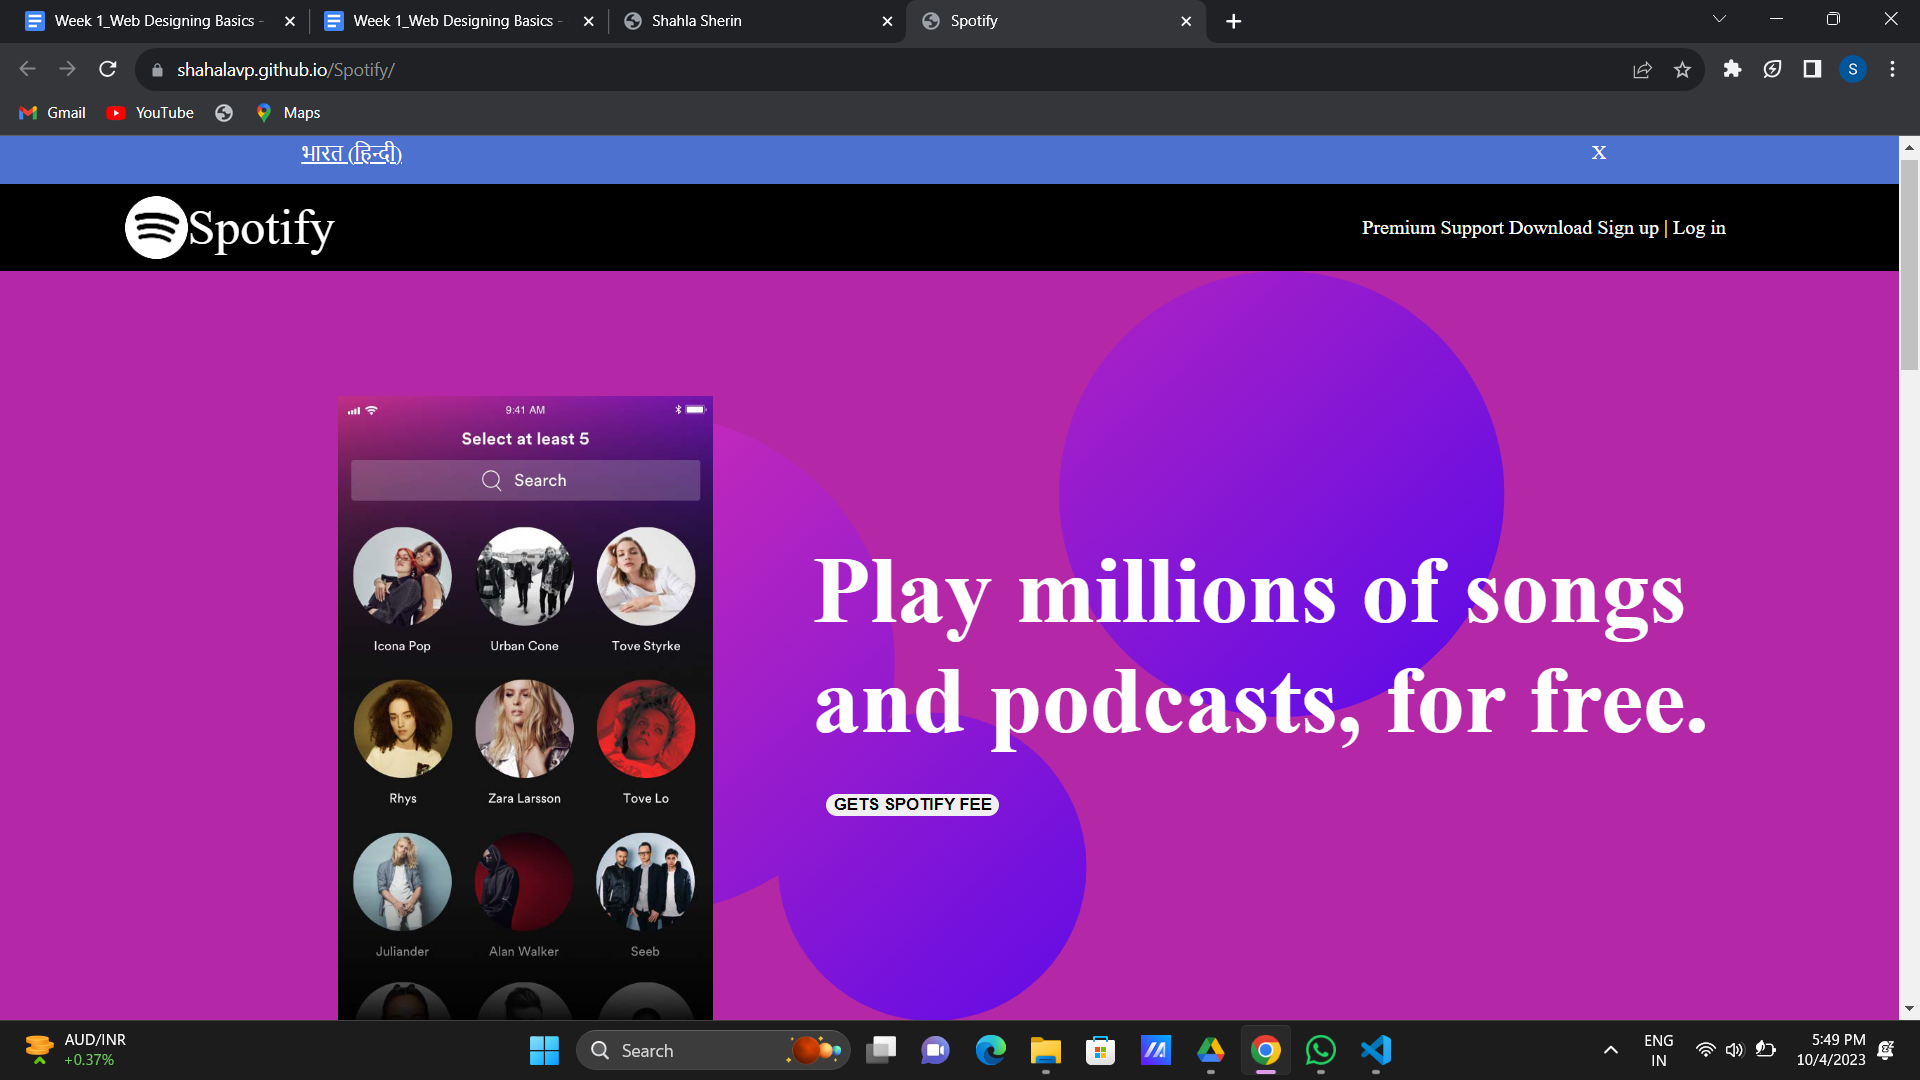 Week 1_Web Designing Basics -
Week 1_Web Designing Basics -
Shahla Sherin
Spotify
shahalavp.github.io/Spotify/
S
Gmail
YouTube
Maps
भारत (हिन्दी)
X
Spotify
Premium Support Download Sign up | Log in
9:41 AM
Select at least 5
Search
Icona Pop
Urban Cone
Tove Styrke
Play millions of songs
and podcasts, for free.
Rhys
Zara Larsson
Tove Lo
GETS SPOTIFY FEE
Juliander
Alan Walker
Seeb
AUD/INR
+0.37%
Search
ENG
IN
5:49 PM
10/4/2023